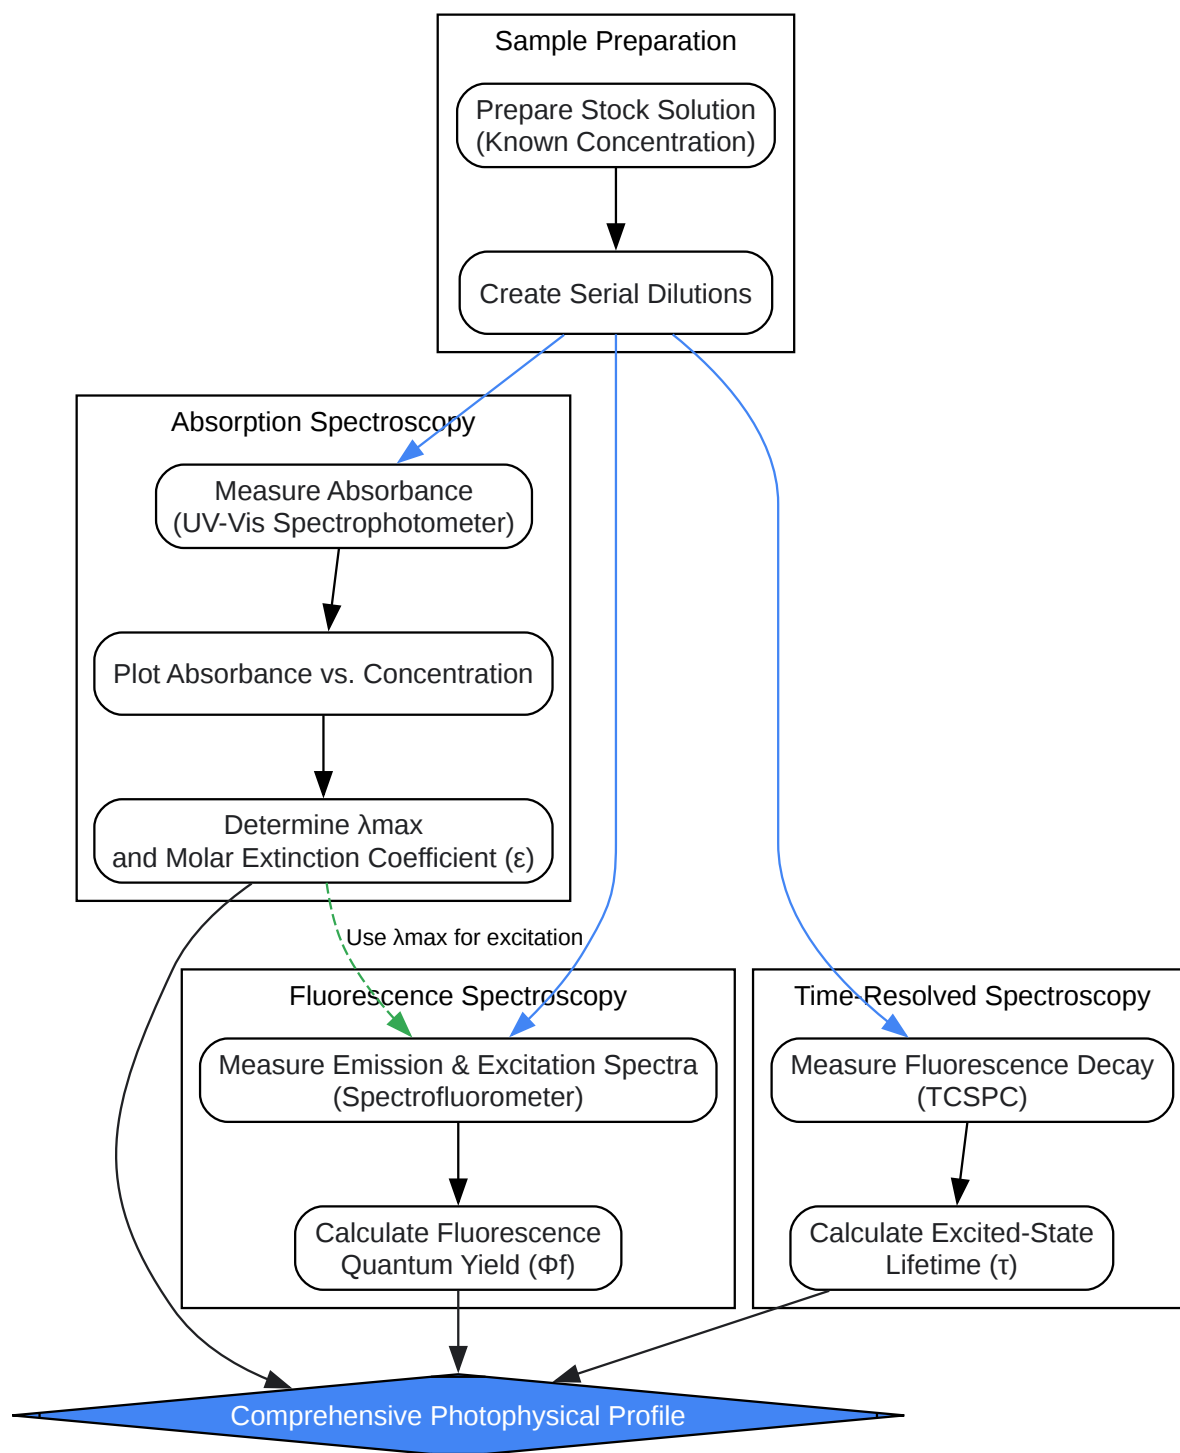 Sample Preparation
Prepare Stock Solution
(Known Concentration)
Create Serial Dilutions
Absorption Spectroscopy
Measure Absorbance
(UV-Vis Spectrophotometer)
Plot Absorbance vs. Concentration
Determine λmax
and Molar Extinction Coefficient (ε)
Use λmax for excitation
Fluorescence Spectroscopy
Measure Emission & Excitation Spectra
(Spectrofluorometer)
Calculate Fluorescence
Quantum Yield (Φf)
Time-Resolved Spectroscopy
Measure Fluorescence Decay
(TCSPC)
Calculate Excited-State
Lifetime (τ)
Comprehensive Photophysical Profile